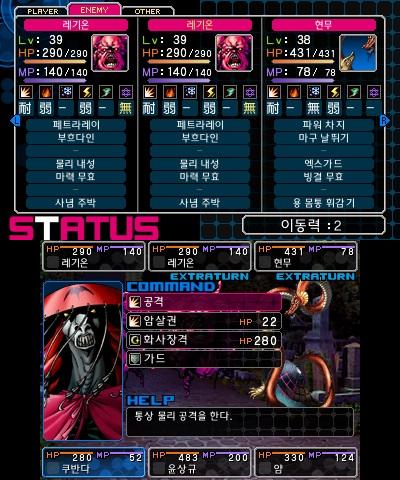 PLAYER ENEMY OTHER
레기온 레기온 현무
Lv: 39 Lv: 39 Lv: 38
HP:290/290 HP:290/290 HP:431/431
MP:140/140 MP:140/140 MP: 78/ 78
耐 弱 - 弱 - 無 耐 弱 - 弱 - 無 耐 弱 - 弱 - 無
L R
페트라레이 페트라레이 파워 차지
부흐다인 부흐다인 마구 날뛰기
- - -
물리 내성 물리 내성 엑스가드
마력 무효 마력 무효 빙결 무효
- - -
사념 주박 사념 주박 용 몸통 휘감기
STATUS 이동력 :2
HP 290 MP 140 HP 290 MP 140 HP 431 MP 78
레기온 레기온 현무
EXTRATURN EXTRATURN
COMMAND
공격
암살권 HP 22
화사장격 HP280
가드
HELP
통상 물리 공격을 한다.
HP 280 MP 52 HP 483 MP 200 HP 330 MP 124
쿠반다 윤상규 얌